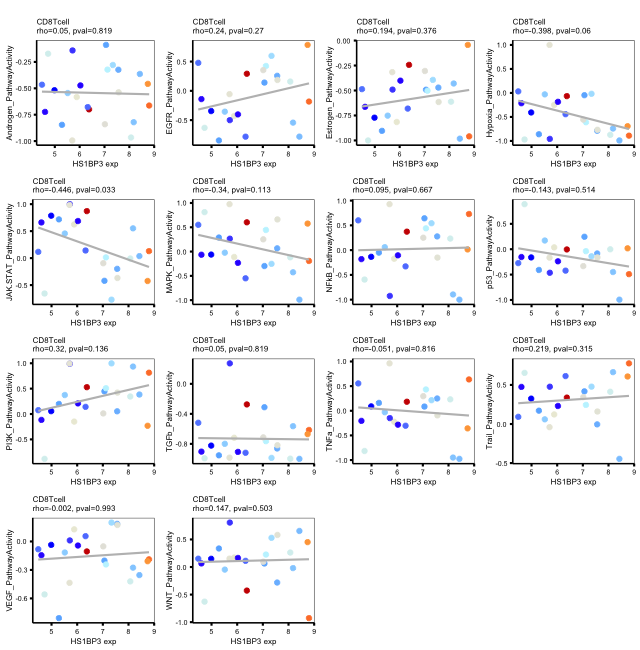 CD8Tcell
rho=0.05, pval=0.819
Androgen_PathwayActivity
-0.25
-0.50
-0.75
-1.00
5 6 7 8 9
HS1BP3 exp
CD8Tcell
rho=0.24, pval=0.27
EGFR_PathwayActivity
0.5
0.0
-0.5
5 6 7 8 9
HS1BP3 exp
CD8Tcell
rho=0.194, pval=0.376
Estrogen_PathwayActivity
0.00
-0.25
-0.50
-0.75
-1.00
5 6 7 8 9
HS1BP3 exp
CD8Tcell
rho=-0.398, pval=0.06
Hypoxia_PathwayActivity
1.0
0.5
0.0
-0.5
-1.0
5 6 7 8 9
HS1BP3 exp
CD8Tcell
rho=-0.446, pval=0.033
JAK.STAT_PathwayActivity
1.0
0.5
0.0
-0.5
5 6 7 8 9
HS1BP3 exp
CD8Tcell
rho=-0.34, pval=0.113
MAPK_PathwayActivity
1.0
0.5
0.0
-0.5
-1.0
5 6 7 8 9
HS1BP3 exp
CD8Tcell
rho=0.095, pval=0.667
NFkB_PathwayActivity
1.0
0.5
0.0
-0.5
-1.0
5 6 7 8 9
HS1BP3 exp
CD8Tcell
rho=-0.143, pval=0.514
p53_PathwayActivity
0.5
0.0
-0.5
-1.0
5 6 7 8 9
HS1BP3 exp
CD8Tcell
rho=0.32, pval=0.136
PI3K_PathwayActivity
1.0
0.5
0.0
-0.5
5 6 7 8 9
HS1BP3 exp
CD8Tcell
rho=0.05, pval=0.819
TGFb_PathwayActivity
0.0
-0.4
-0.8
5 6 7 8 9
HS1BP3 exp
CD8Tcell
rho=-0.051, pval=0.816
TNFa_PathwayActivity
1.0
0.5
0.0
-0.5
-1.0
5 6 7 8 9
HS1BP3 exp
CD8Tcell
rho=0.219, pval=0.315
Trail_PathwayActivity
0.5
0.0
-0.5
5 6 7 8 9
HS1BP3 exp
CD8Tcell
rho=-0.002, pval=0.993
VEGF_PathwayActivity
0.0
-0.3
-0.6
5 6 7 8 9
HS1BP3 exp
CD8Tcell
rho=0.147, pval=0.503
WNT_PathwayActivity
0.5
0.0
-0.5
-1.0
5 6 7 8 9
HS1BP3 exp